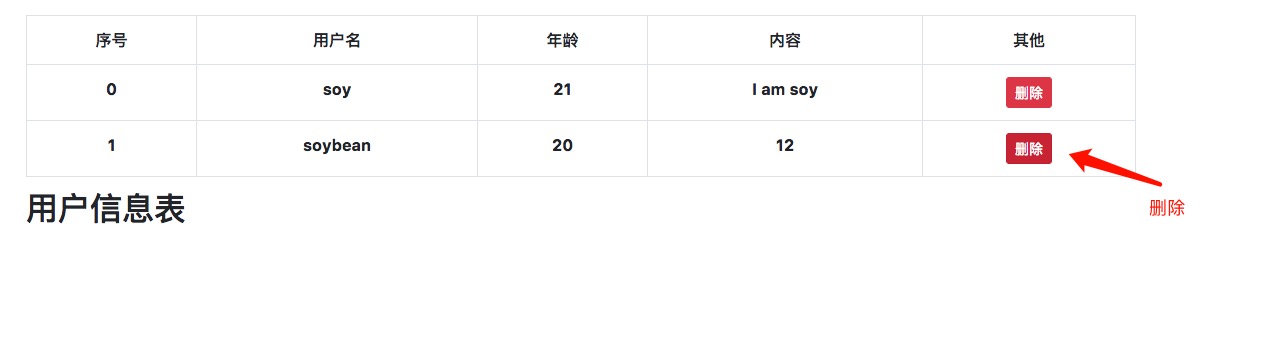 序号 用户名 年龄 内容 其他
0 soy 21 I am soy 删除
1 soybean 20 12 删除
用户信息表
删除